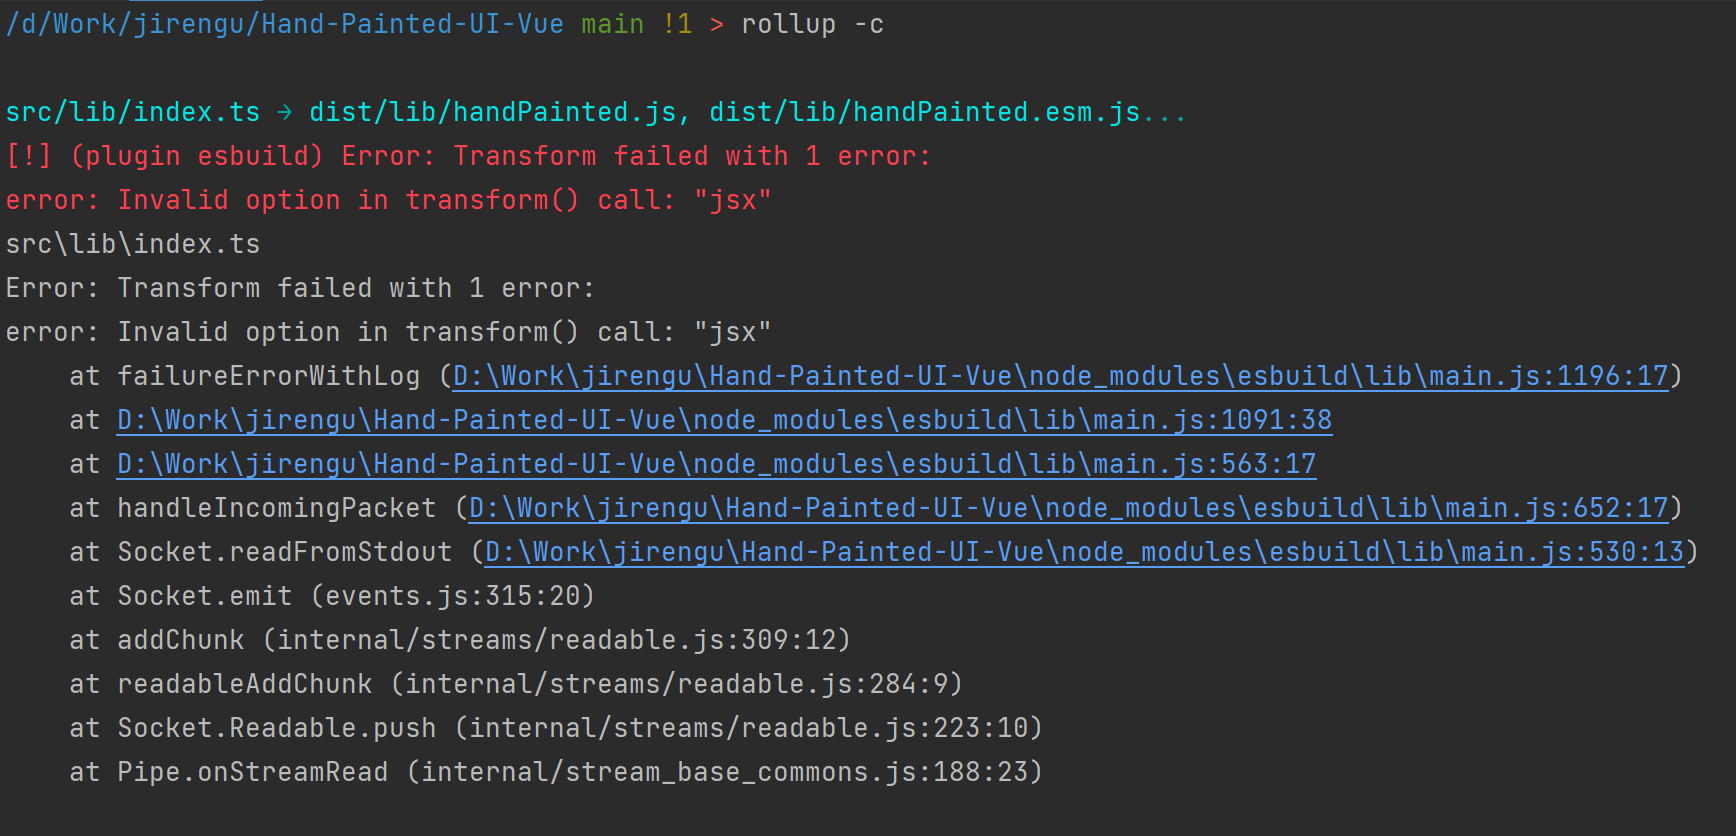 /d/Work/jirengu/Hand-Painted-UI-Vue main !1 > rollup -c
src/lib/index.ts → dist/lib/handPainted.js, dist/lib/handPainted.esm.js...
[!] (plugin esbuild) Error: Transform failed with 1 error:
error: Invalid option in transform() call: "jsx"
src\lib\index.ts
Error: Transform failed with 1 error:
error: Invalid option in transform() call: "jsx"
    at failureErrorWithLog (D:\Work\jirengu\Hand-Painted-UI-Vue\node_modules\esbuild\lib\main.js:1196:17)
    at D:\Work\jirengu\Hand-Painted-UI-Vue\node_modules\esbuild\lib\main.js:1091:38
    at D:\Work\jirengu\Hand-Painted-UI-Vue\node_modules\esbuild\lib\main.js:563:17
    at handleIncomingPacket (D:\Work\jirengu\Hand-Painted-UI-Vue\node_modules\esbuild\lib\main.js:652:17)
    at Socket.readFromStdout (D:\Work\jirengu\Hand-Painted-UI-Vue\node_modules\esbuild\lib\main.js:530:13)
    at Socket.emit (events.js:315:20)
    at addChunk (internal/streams/readable.js:309:12)
    at readableAddChunk (internal/streams/readable.js:284:9)
    at Socket.Readable.push (internal/streams/readable.js:223:10)
    at Pipe.onStreamRead (internal/stream_base_commons.js:188:23)